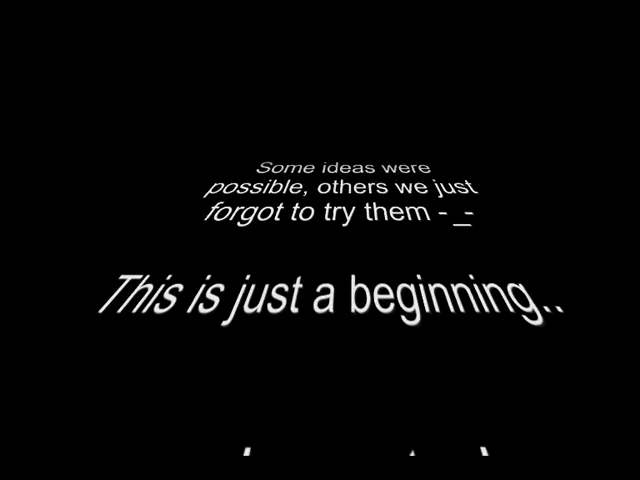 Some ideas were
possible, others we just
forgot to try them - _-
This is just a beginning..